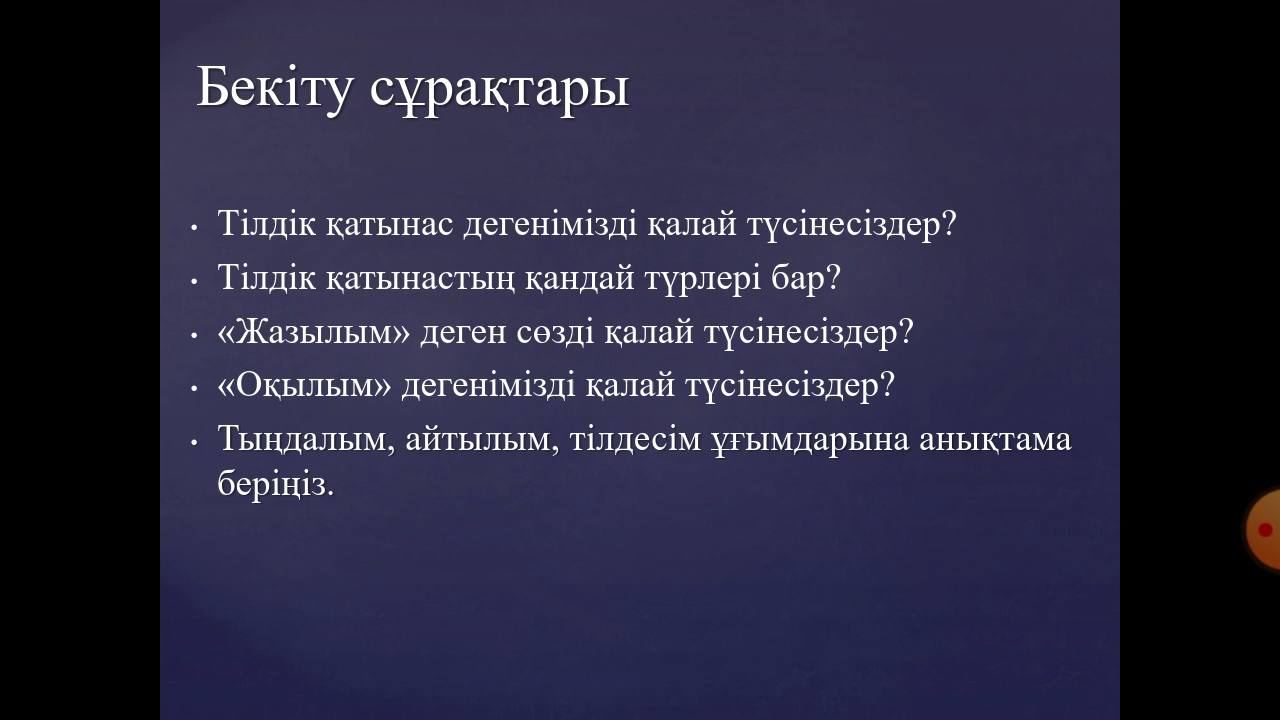 Бекіту сұрақтары
• Тілдік қатынас дегенімізді қалай түсінесіздер?
• Тілдік қатынастың қандай түрлері бар?
• «Жазылым» деген сөзді қалай түсінесіздер?
• «Оқылым» дегенімізді қалай түсінесіздер?
• Тыңдалым, айтылым, тілдесім ұғымдарына анықтама
беріңіз.